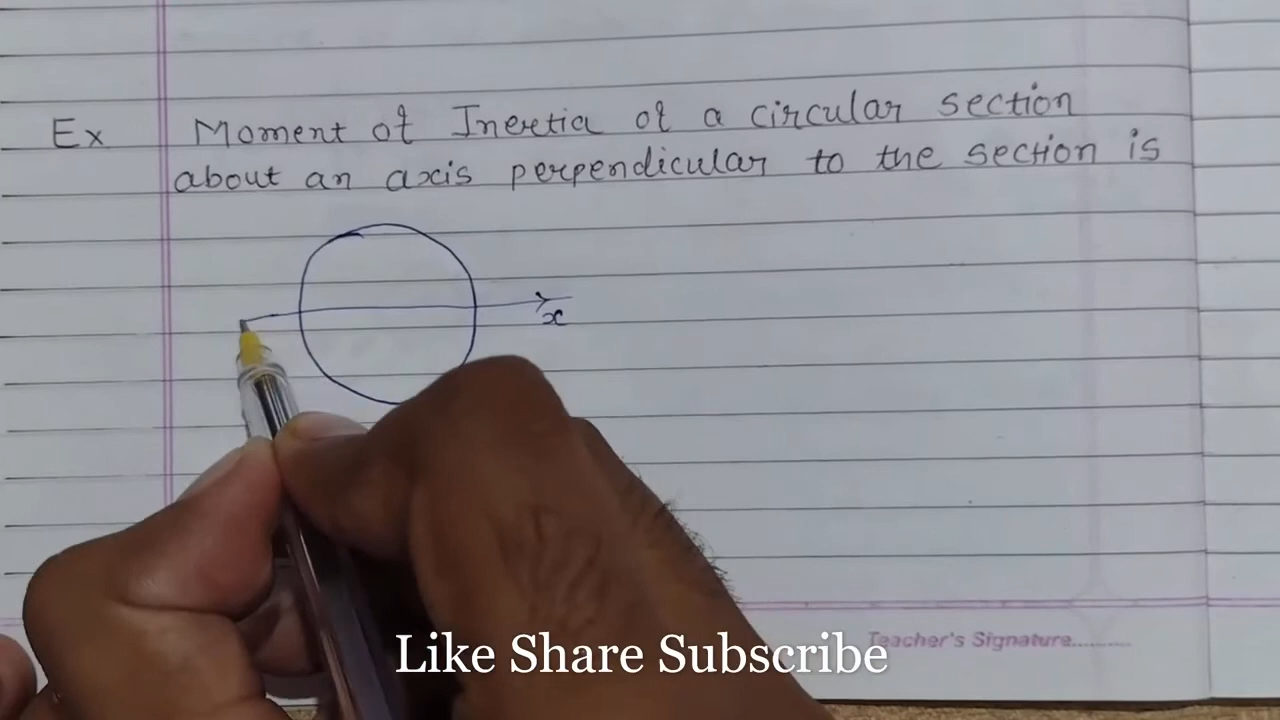 Ex Moment of Inertia of a circular section
about an axis perpendicular to the section is
x
Like Share Subscribe
Teacher's Signature...........